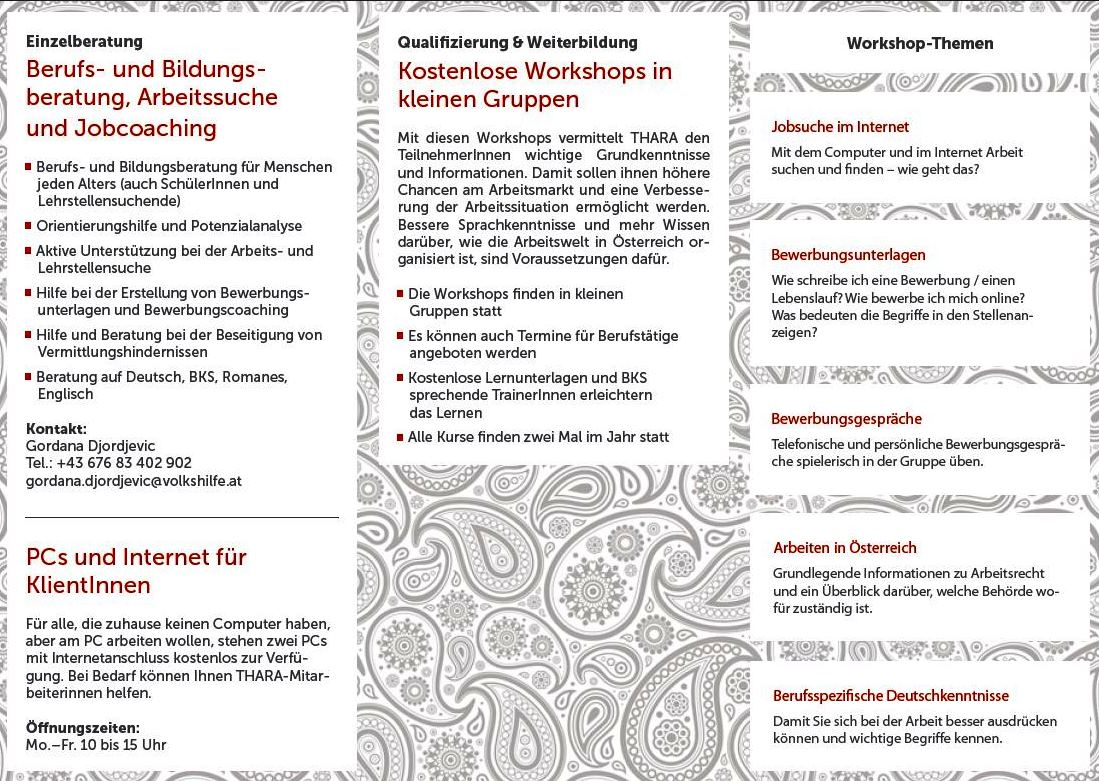 Einzelberatung
Berufs- und Bildungs-
beratung, Arbeitssuche
und Jobcoaching
Berufs- und Bildungsberatung für Menschen
jeden Alters (auch SchülerInnen und
Lehrstellensuchende)
Orientierungshilfe und Potenzialanalyse
Aktive Unterstützung bei der Arbeits- und
Lehrstellensuche
Hilfe bei der Erstellung von Bewerbungs-
unterlagen und Bewerbungscoaching
Hilfe und Beratung bei der Beseitigung von
Vermittlungshindernissen
Beratung auf Deutsch, BKS, Romanes,
Englisch
Kontakt:
Gordana Djordjevic
Tel.: +43 676 83 402 902
gordana.djordjevic@volkshilfe.at
PCs und Internet für
KlientInnen
Für alle, die zuhause keinen Computer haben,
aber am PC arbeiten wollen, stehen zwei PCs
mit Internetanschluss kostenlos zur Verfü-
gung. Bei Bedarf können Ihnen THARA-Mitar-
beiterinnen helfen.
Öffnungszeiten:
Mo.–Fr. 10 bis 15 Uhr
Qualifizierung & Weiterbildung
Kostenlose Workshops in
kleinen Gruppen
Mit diesen Workshops vermittelt THARA den
TeilnehmerInnen wichtige Grundkenntnisse
und Informationen. Damit sollen ihnen höhere
Chancen am Arbeitsmarkt und eine Verbesse-
rung der Arbeitssituation ermöglicht werden.
Bessere Sprachkenntnisse und mehr Wissen
darüber, wie die Arbeitswelt in Österreich or-
ganisiert ist, sind Voraussetzungen dafür.
Die Workshops finden in kleinen
Gruppen statt
Es können auch Termine für Berufstätige
angeboten werden
Kostenlose Lernunterlagen und BKS
sprechende TrainerInnen erleichtern
das Lernen
Alle Kurse finden zwei Mal im Jahr statt
Workshop-Themen
Jobsuche im Internet
Mit dem Computer und im Internet Arbeit
suchen und finden – wie geht das?
Bewerbungsunterlagen
Wie schreibe ich eine Bewerbung / einen
Lebenslauf? Wie bewerbe ich mich online?
Was bedeuten die Begriffe in den Stellenan-
zeigen?
Bewerbungsgespräche
Telefonische und persönliche Bewerbungsgesprä-
che spielerisch in der Gruppe üben.
Arbeiten in Österreich
Grundlegende Informationen zu Arbeitsrecht
und ein Überblick darüber, welche Behörde wo-
für zuständig ist.
Berufsspezifische Deutschkenntnisse
Damit Sie sich bei der Arbeit besser ausdrücken
können und wichtige Begriffe kennen.